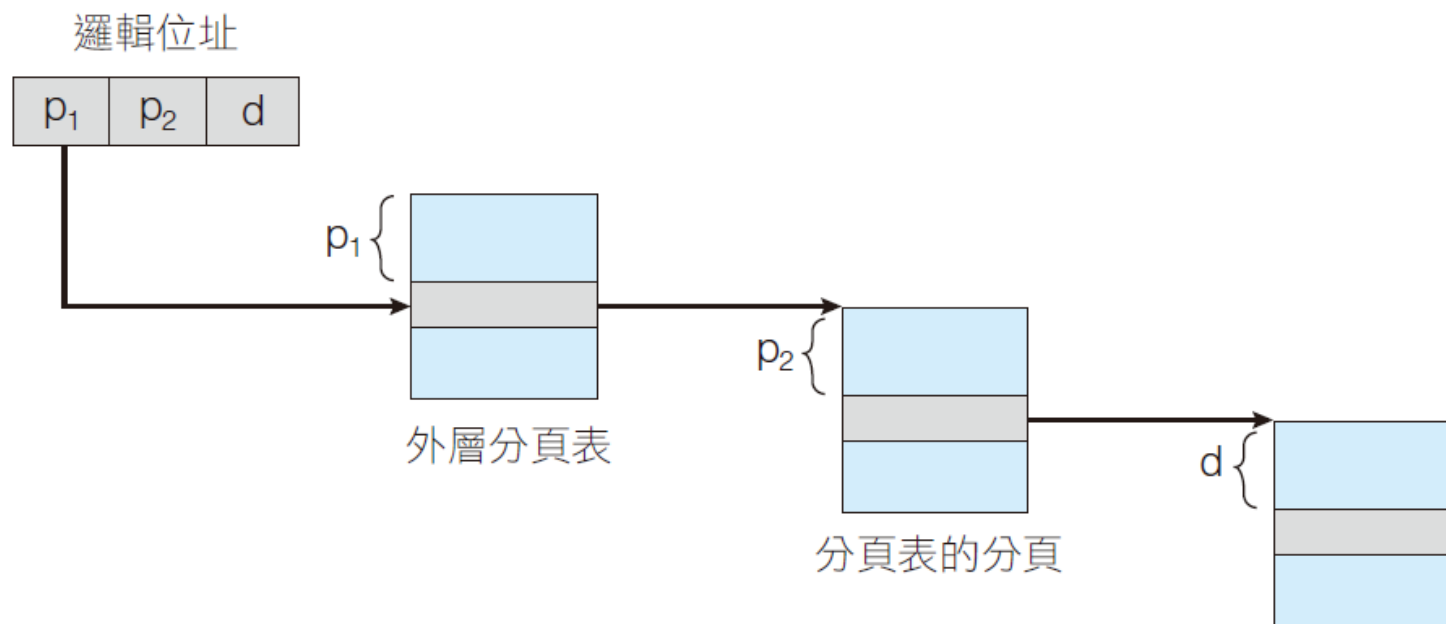 邏輯位址
p₁ p₂ d
p₁
外層分頁表
p₂
分頁表的分頁
d